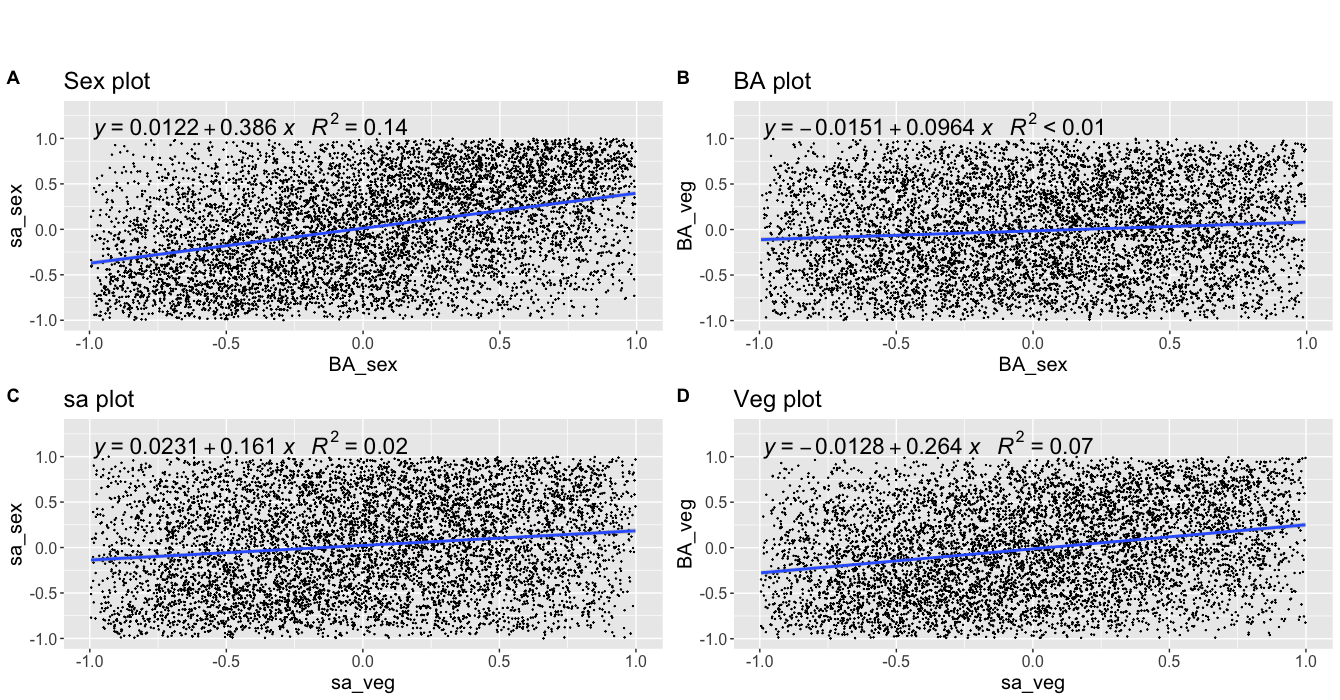 A Sex plot
y = 0.0122 + 0.386 x R² = 0.14
sa_sex
1.0
0.5
0.0
-0.5
-1.0
-1.0 -0.5 0.0 0.5 1.0
BA_sex
B BA plot
y = −0.0151 + 0.0964 x R² < 0.01
BA_veg
1.0
0.5
0.0
-0.5
-1.0
-1.0 -0.5 0.0 0.5 1.0
BA_sex
C sa plot
y = 0.0231 + 0.161 x R² = 0.02
sa_sex
1.0
0.5
0.0
-0.5
-1.0
-1.0 -0.5 0.0 0.5 1.0
sa_veg
D Veg plot
y = −0.0128 + 0.264 x R² = 0.07
BA_veg
1.0
0.5
0.0
-0.5
-1.0
-1.0 -0.5 0.0 0.5 1.0
sa_veg